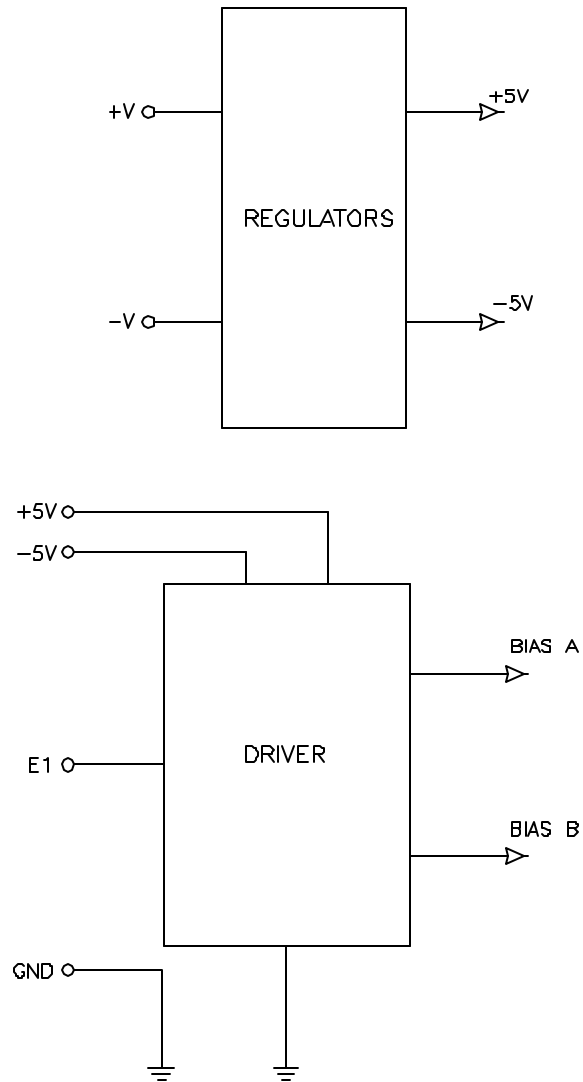 +V
+5V
REGULATORS
-V
-5V
+5V
-5V
BIAS A
DRIVER
E1
BIAS B
GND